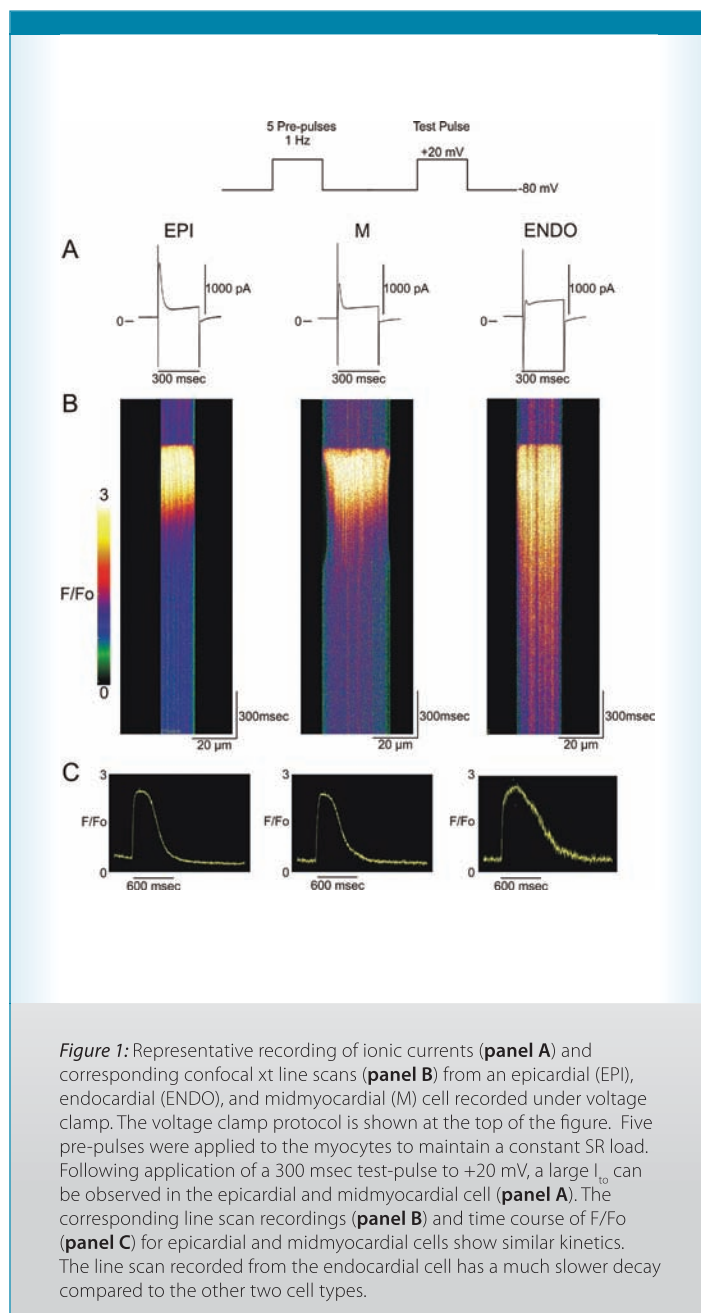 5 Pre-pulses
1 Hz
Test Pulse
+20 mV
-80 mV
A
EPI
M
ENDO
1000 pA
1000 pA
1000 pA
0
0
0
300 msec
300 msec
300 msec
B
3
F/Fo
0
300msec
300msec
300msec
20 µm
20 µm
20 µm
C
3
3
3
F/Fo
F/Fo
F/Fo
0
0
0
600 msec
600 msec
600 msec
Figure 1: Representative recording of ionic currents (panel A) and
corresponding confocal xt line scans (panel B) from an epicardial (EPI),
endocardial (ENDO), and midmyocardial (M) cell recorded under voltage
clamp. The voltage clamp protocol is shown at the top of the figure. Five
pre-pulses were applied to the myocytes to maintain a constant SR load.
Following application of a 300 msec test-pulse to +20 mV, a large Ito can
be observed in the epicardial and midmyocardial cell (panel A). The
corresponding line scan recordings (panel B) and time course of F/Fo
(panel C) for epicardial and midmyocardial cells show similar kinetics.
The line scan recorded from the endocardial cell has a much slower decay
compared to the other two cell types.